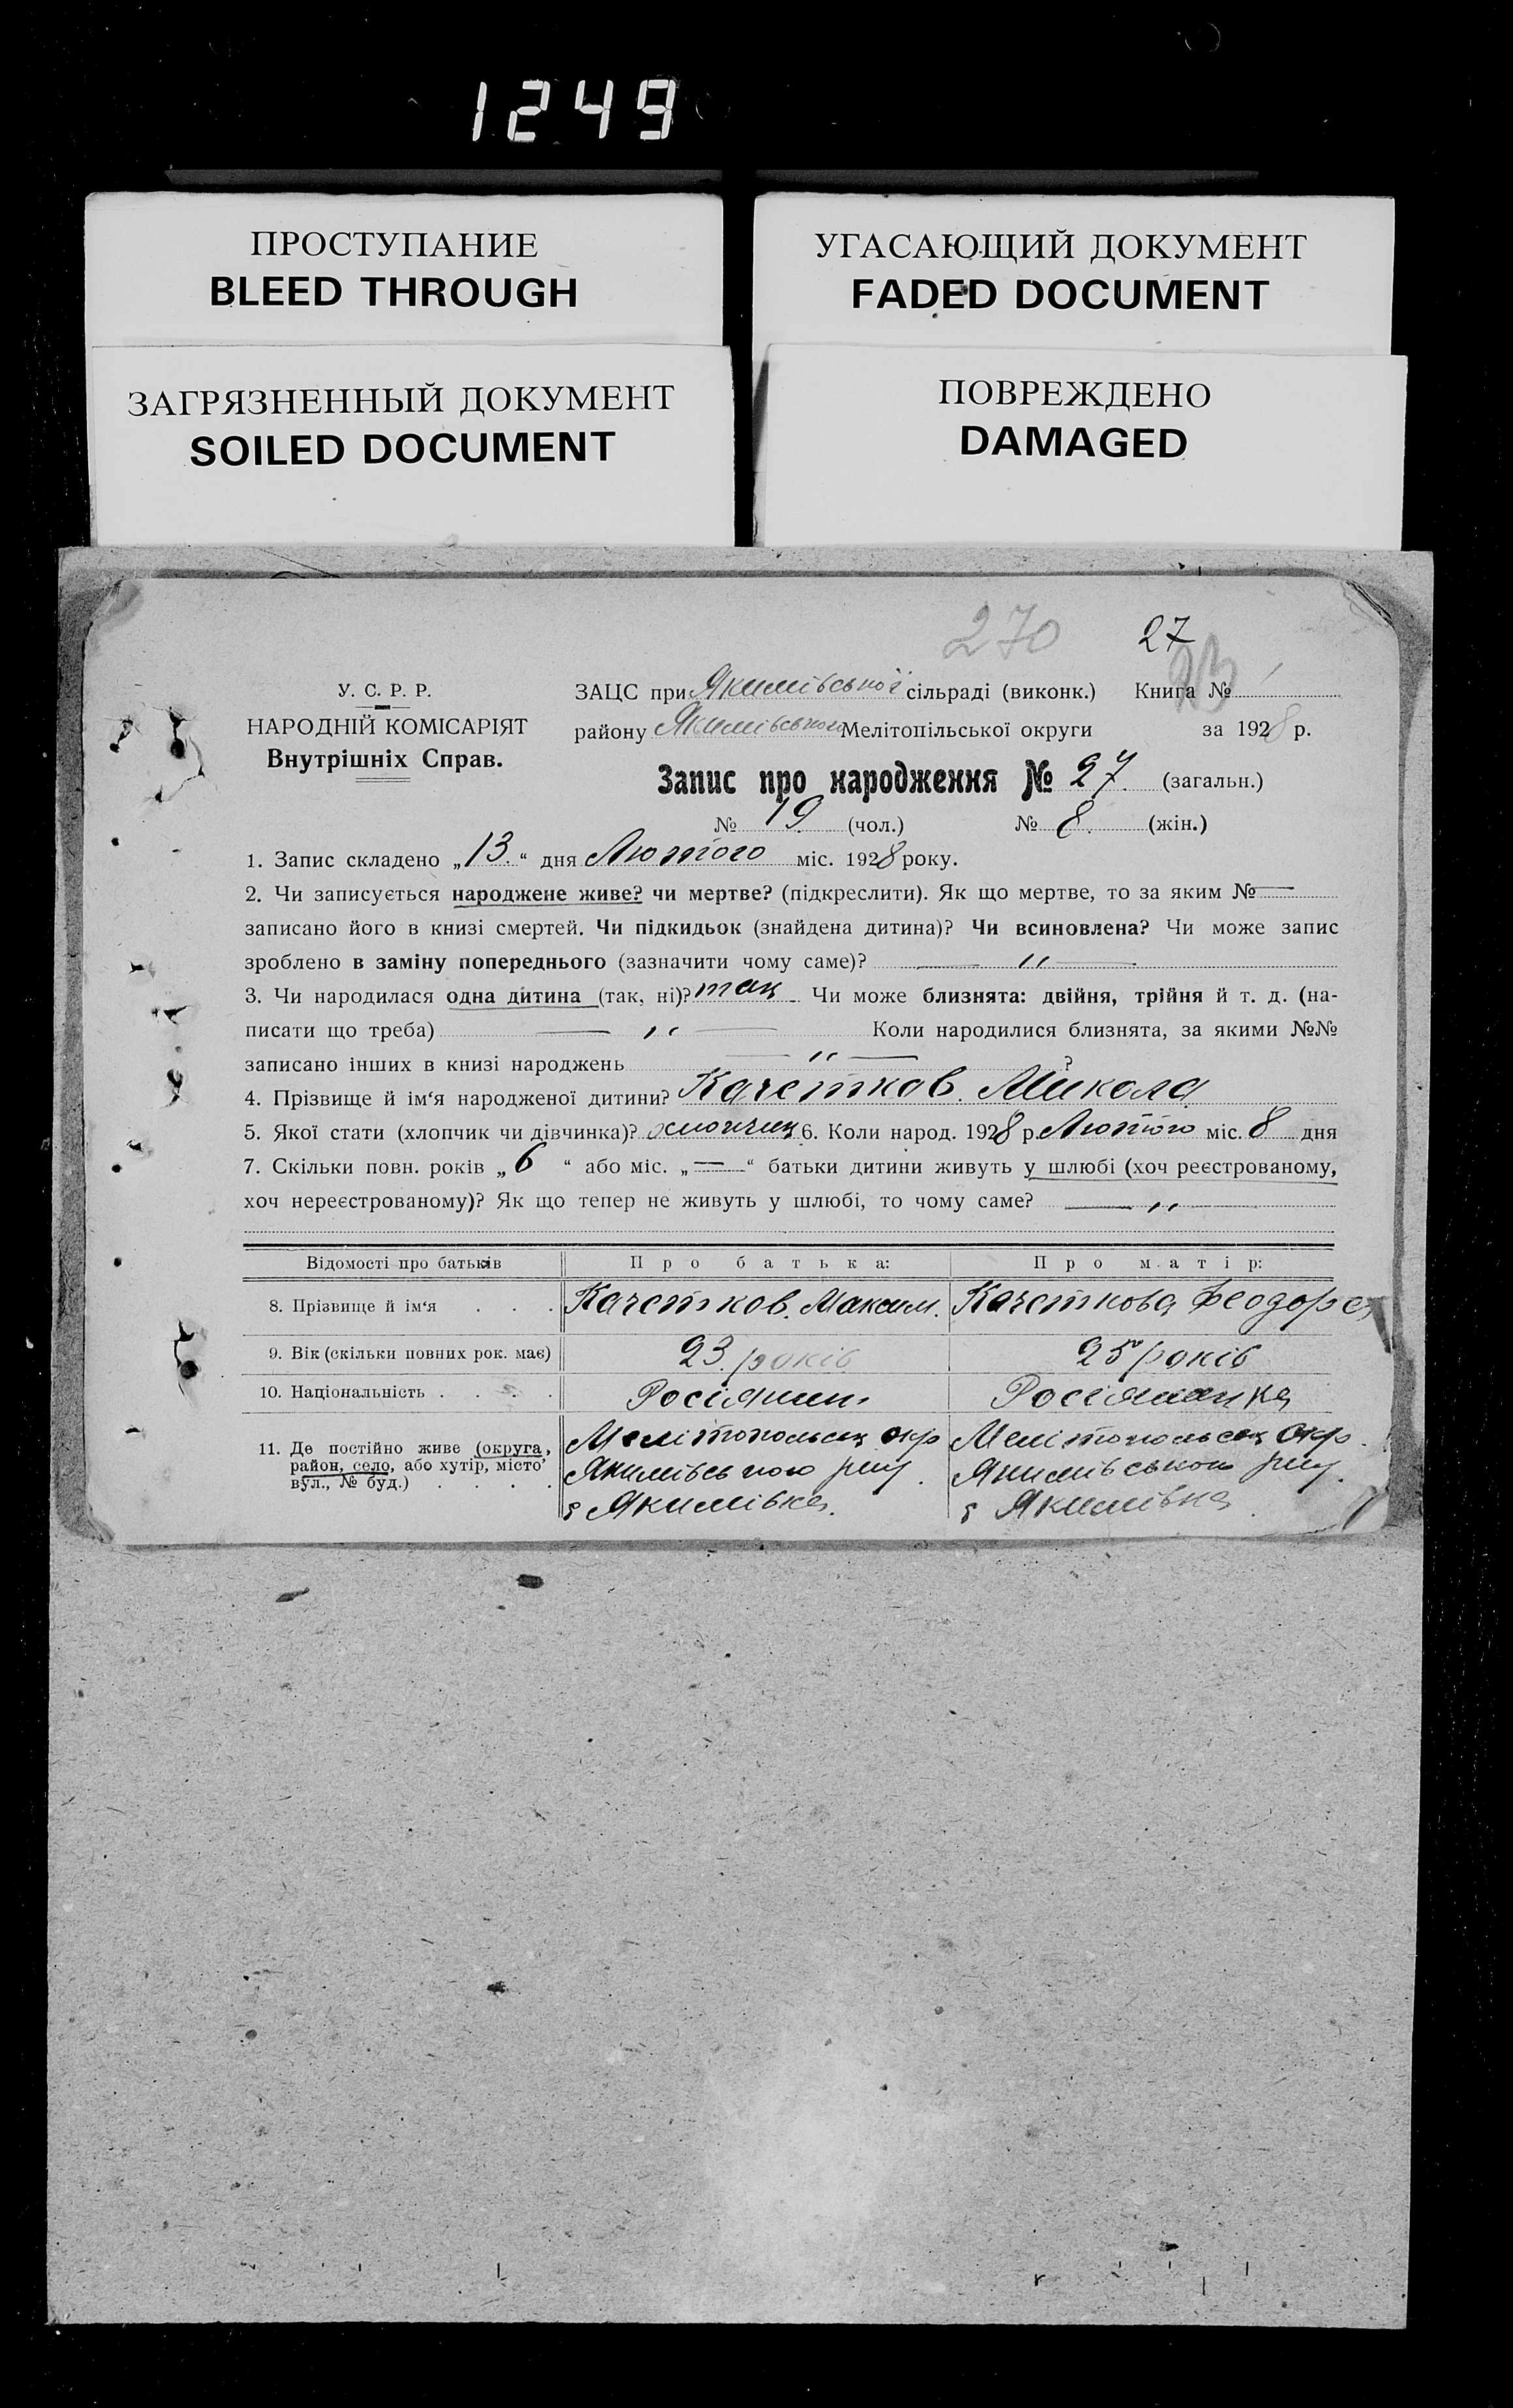 1249
ПРОСТУПАНИЕ
BLEED THROUGH
УГАСАЮЩИЙ ДОКУМЕНТ
FADED DOCUMENT
ЗАГРЯЗНЕННЫЙ ДОКУМЕНТ
SOILED DOCUMENT
ПОВРЕЖДЕНО
DAMAGED
270 27
23
У. С. Р. Р.
НАРОДНІЙ КОМІСАРІЯТ
Внутрішніх Справ.
ЗАЦС при Якимівської сільраді (виконк.) Книга № 1
району Якимівського Мелітопільської округи за 1928 р.
Запис про народження № 27 (загальн.)
№ 19 (чол.) № 8. (жін.)
1. Запис складено „13.“ дня Лютого міс. 1928 року.
2. Чи записується народжене живе? чи мертве? (підкреслити). Як що мертве, то за яким № —
записано його в книзі смертей. Чи підкидьок (знайдена дитина)? Чи всиновлена? Чи може запис
зроблено в заміну попереднього (зазначити чому саме)? — " —
3. Чи народилася одна дитина (так, ні)? так Чи може близнята: двійня, трійня й т. д. (на-
писати що треба) — " — Коли народилися близнята, за якими №№
записано інших в книзі народжень — " — ?
4. Прізвище й ім‘я народженої дитини? Качетков. Микола
5. Якої стати (хлопчик чи дівчинка)? 6. Коли народ. 1928 р. Лютого міс. 8 дня
7. Скільки повн. років „6“ або міс. „—“ батьки дитини живуть у шлюбі (хоч реєстрованому,
хоч нереєстрованому)? Як що тепер не живуть у шлюбі, то чому саме? — " —
Відомості про батьків Про батька: Про матір:
8. Прізвище й ім‘я . . . Качетков. Максим. Качеткова Феодора
9. Вік (скільки повних рок. має) 23 років 25 років
10. Національність . . . . Росіянин. Росіяманка
11. Де постійно живе (округа, Мелітопольськ окр Мелітопольськ окр.
район, село, або хутір, місто, Якимівського рну. Якимівського рну.
вул., № буд.) . . . . с Якимівка. с Якимівка.